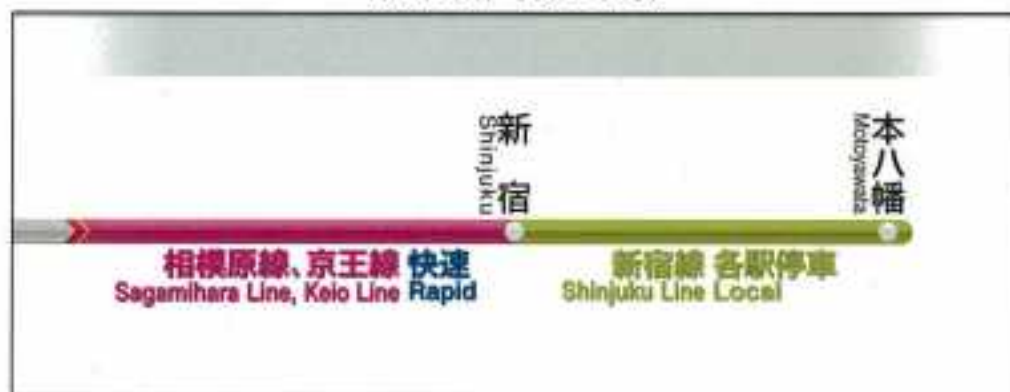 新宿
Shinjuku
本八幡
Motoyawata
相模原線、京王線 快速
Sagamihara Line, Keio Line Rapid
新宿線 各駅停車
Shinjuku Line Local